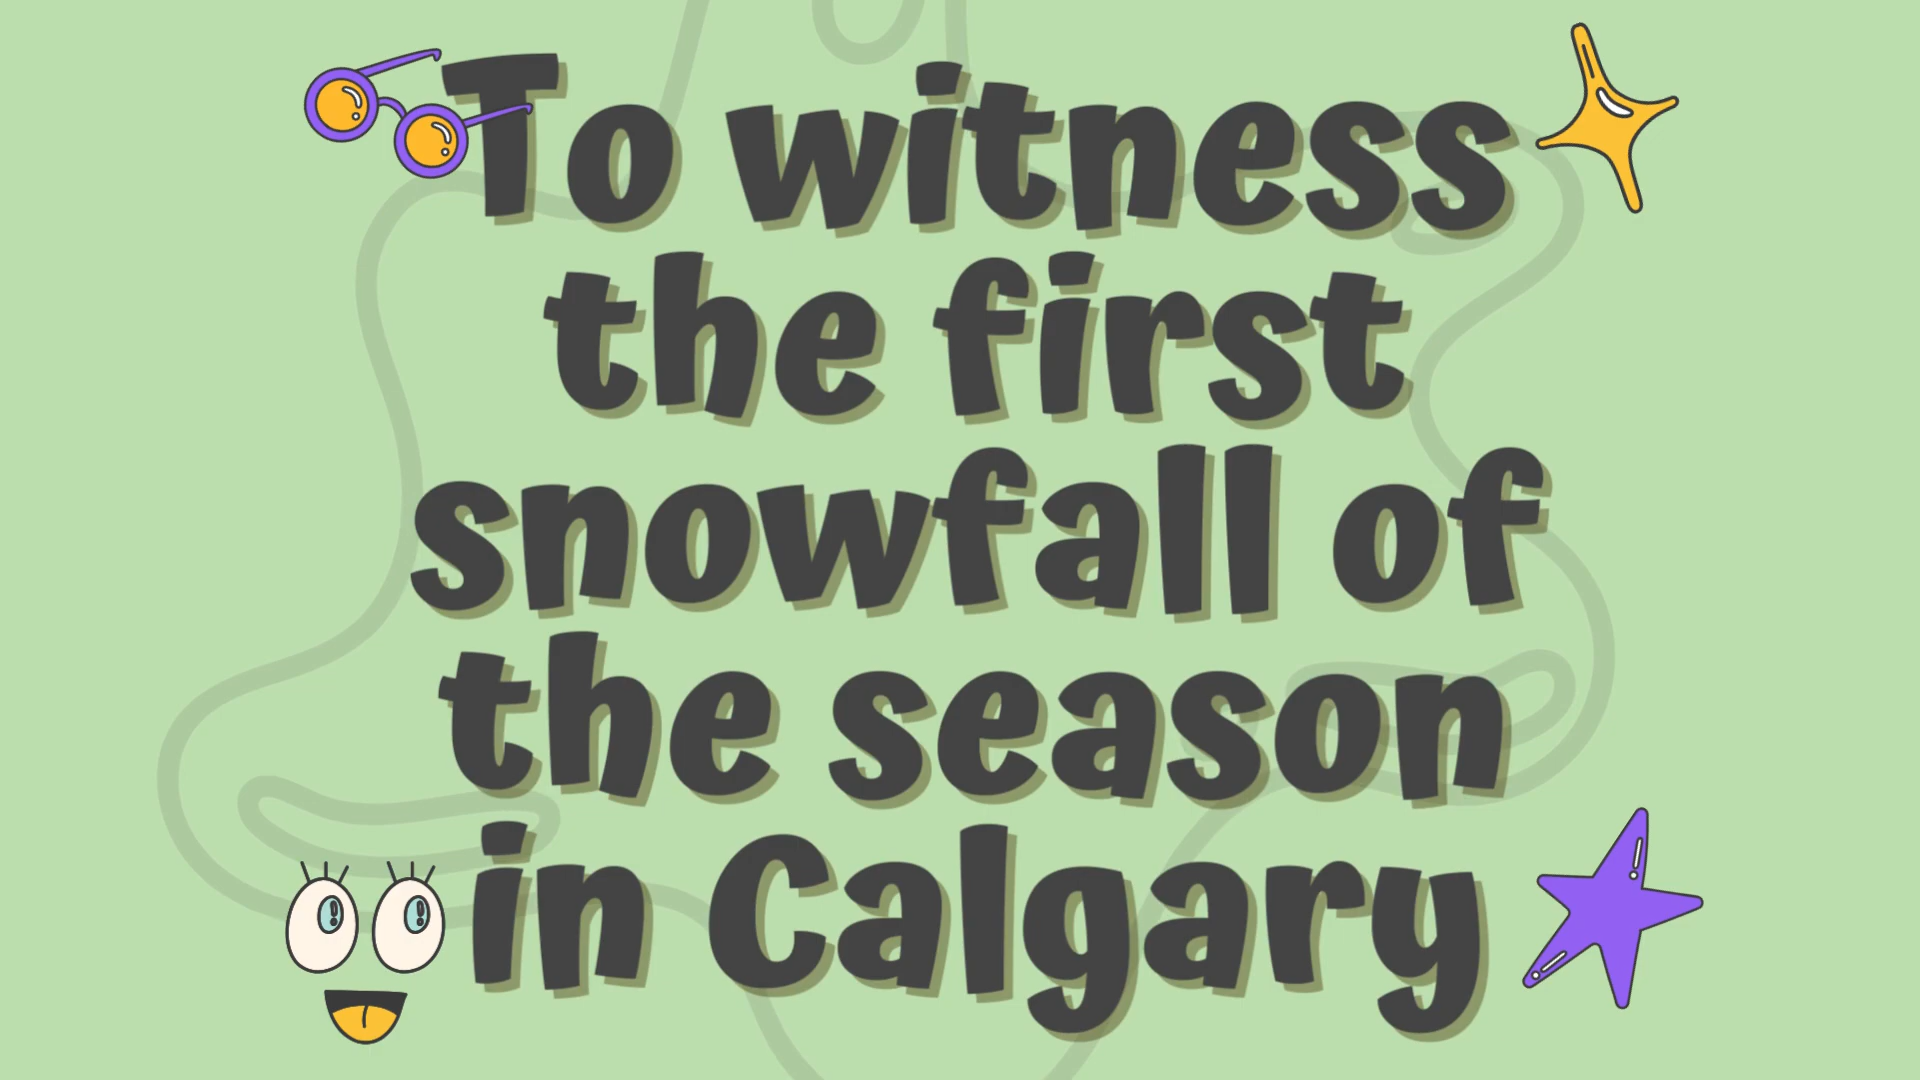 To witness
the first
snowfall of
the season
in Calgary